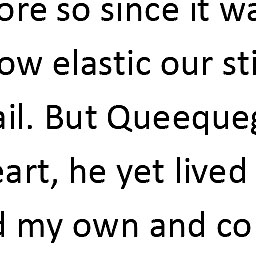 ore so since it wa
ow elastic our sti
ail. But Queequeg
eart, he yet lived
d my own and co